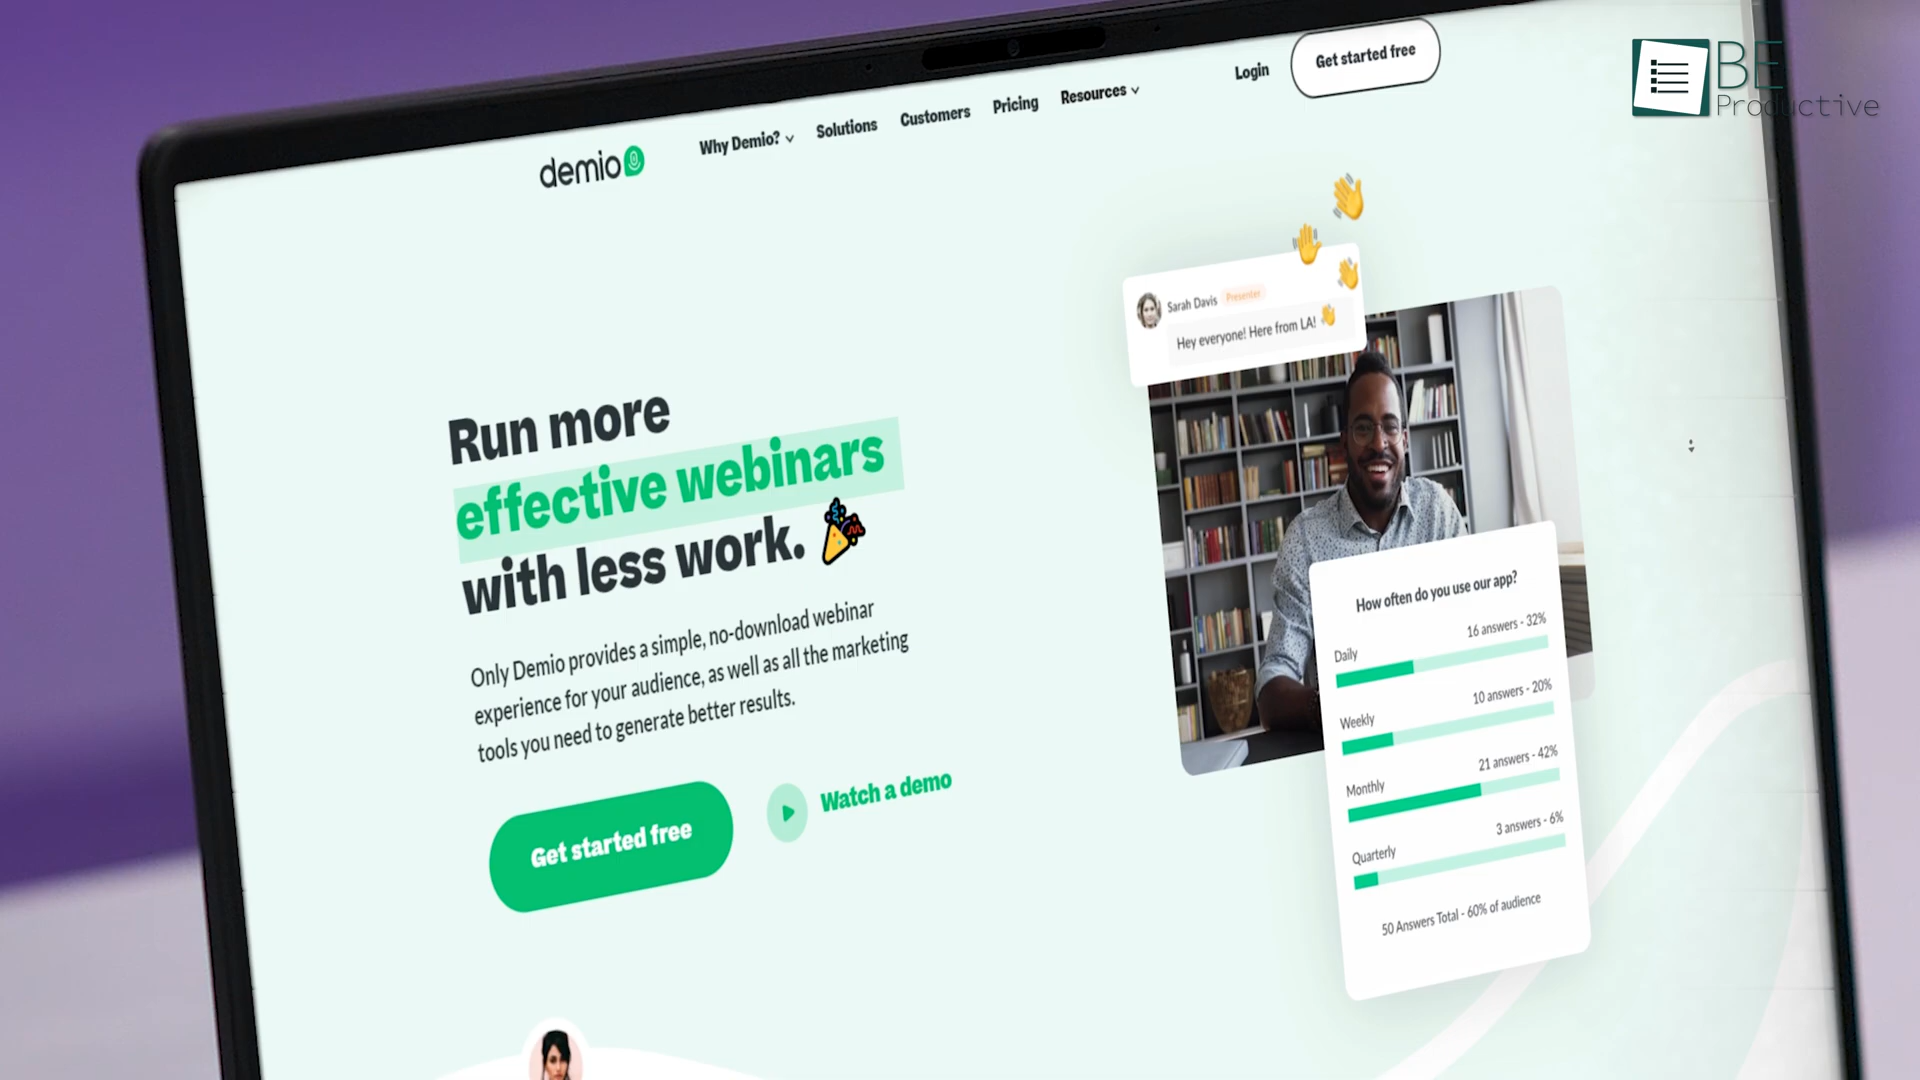 BE
Productive
demio
Why Demio?
Solutions
Customers
Pricing
Resources
Login
Get started free
Run more
effective webinars
with less work.
Only Demio provides a simple, no-download webinar
experience for your audience, as well as all the marketing
tools you need to generate better results.
Get started free
Watch a demo
Sarah Davis Presenter
Hey everyone! Here from LA!
How often do you use our app?
16 answers - 32%
Daily
10 answers - 20%
Weekly
21 answers - 42%
Monthly
3 answers - 6%
Quarterly
50 Answers Total - 60% of audience